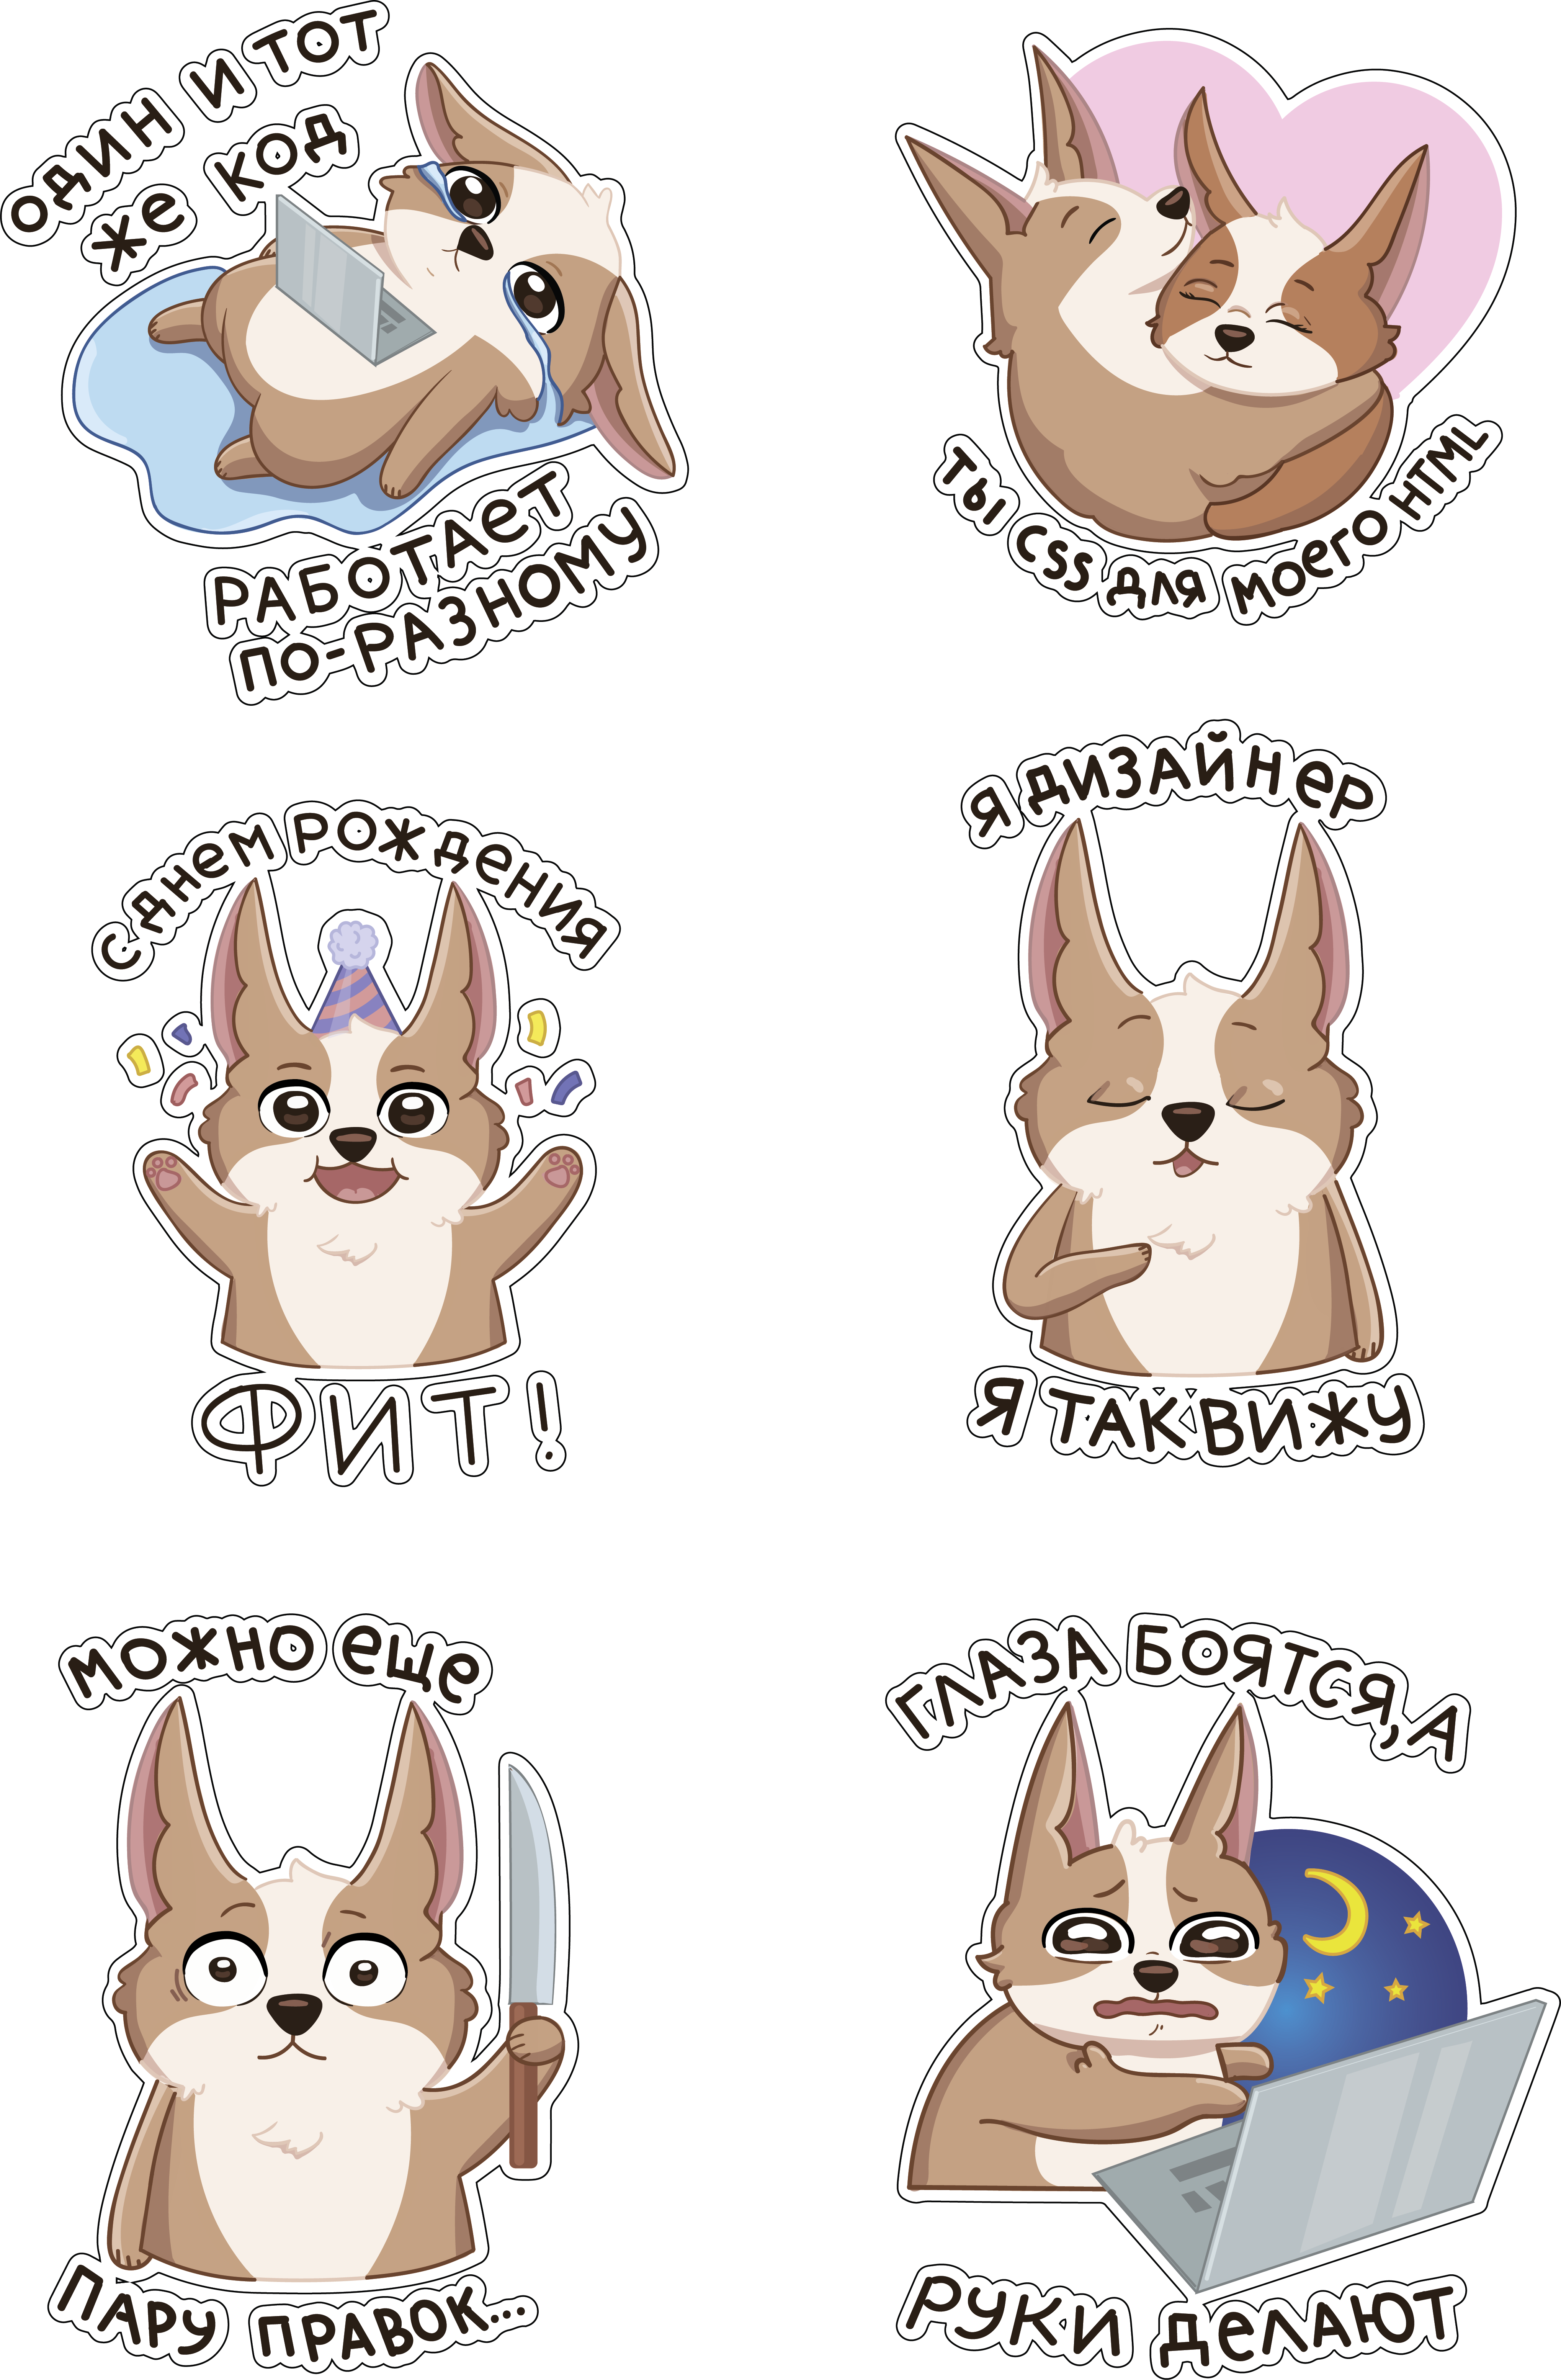 ОДИН И ТОТ
ЖЕ КОД
РАБОТАЕТ
ПО-РАЗНОМУ
ТЫ CSS ДЛЯ МОЕГО HTML
С ДНЕМ РОЖДЕНИЯ
ФИТ!
Я ДИЗАЙНЕР
Я ТАК ВИЖУ
МОЖНО ЕЩЕ
ПАРУ ПРАВОК...
ГЛАЗА БОЯТСЯ, А
РУКИ ДЕЛАЮТ